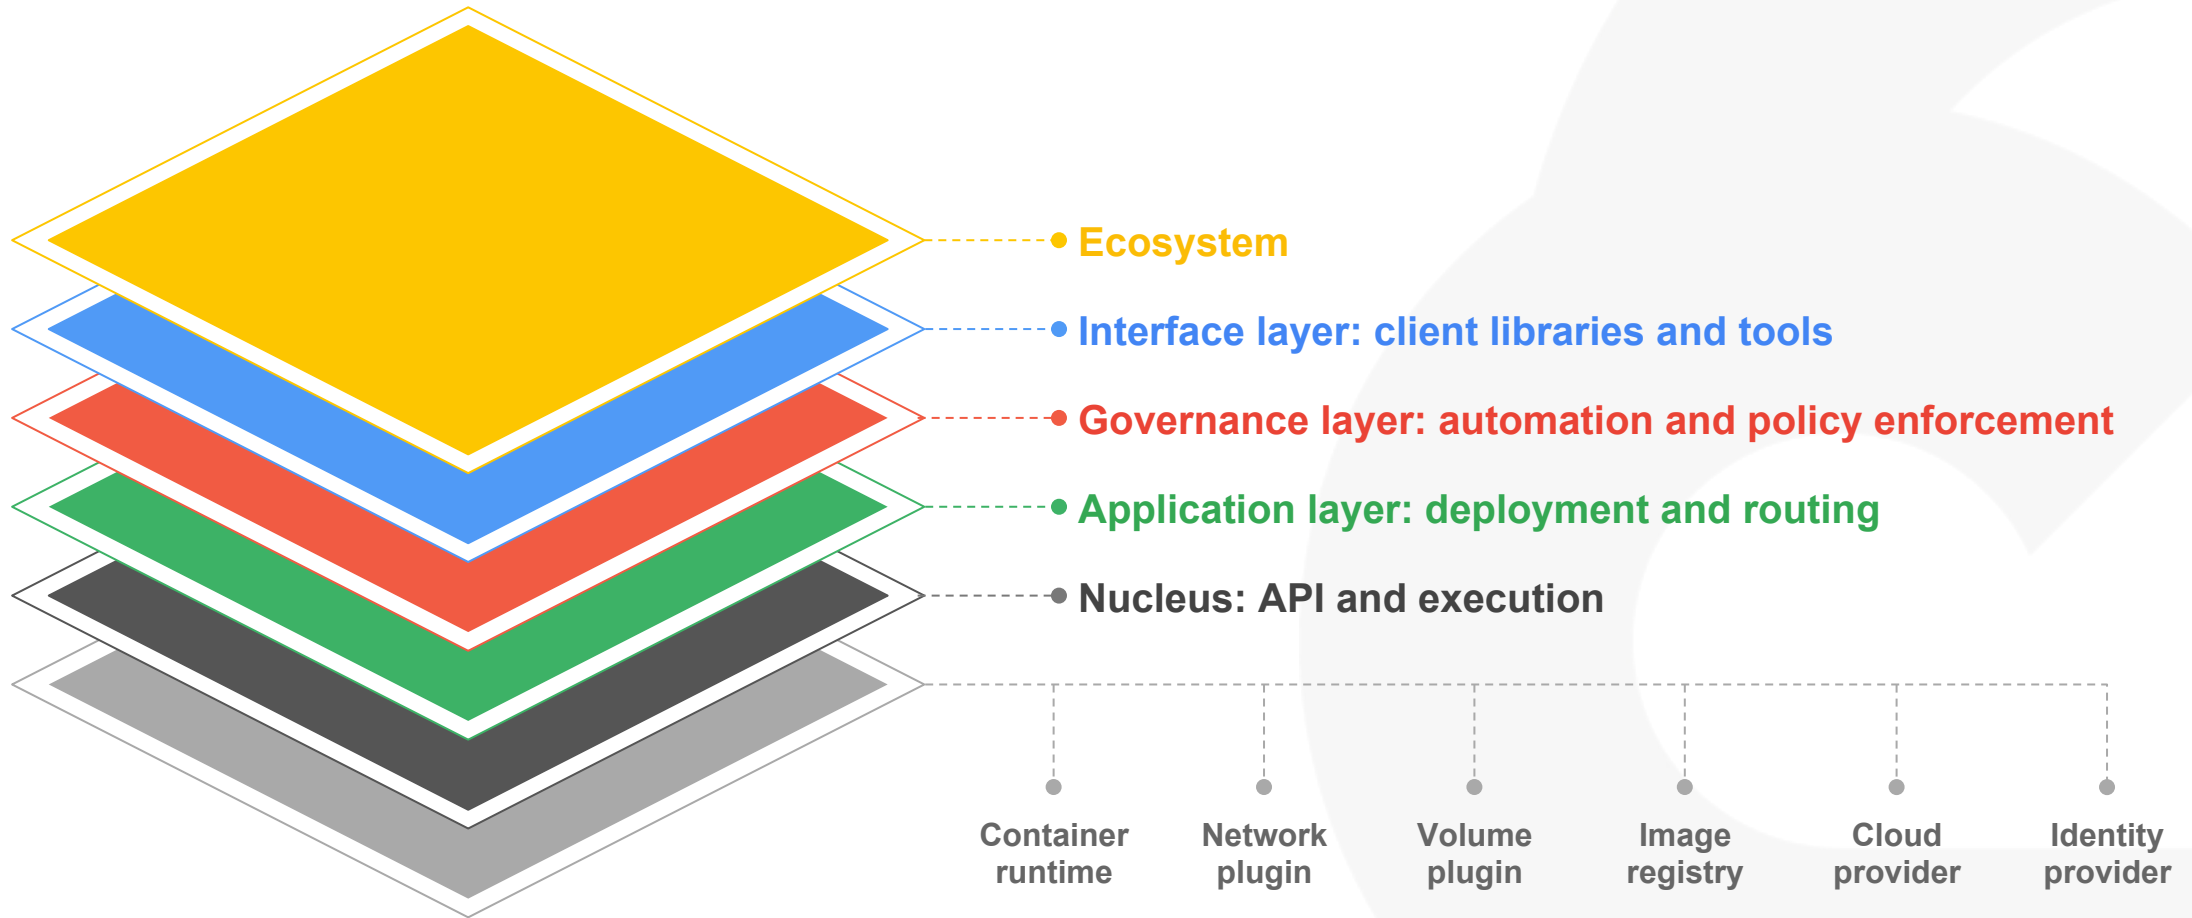 Ecosystem
Interface layer: client libraries and tools
Governance layer: automation and policy enforcement
Application layer: deployment and routing
Nucleus: API and execution
Container
runtime
Network
plugin
Volume
plugin
Image
registry
Cloud
provider
Identity
provider